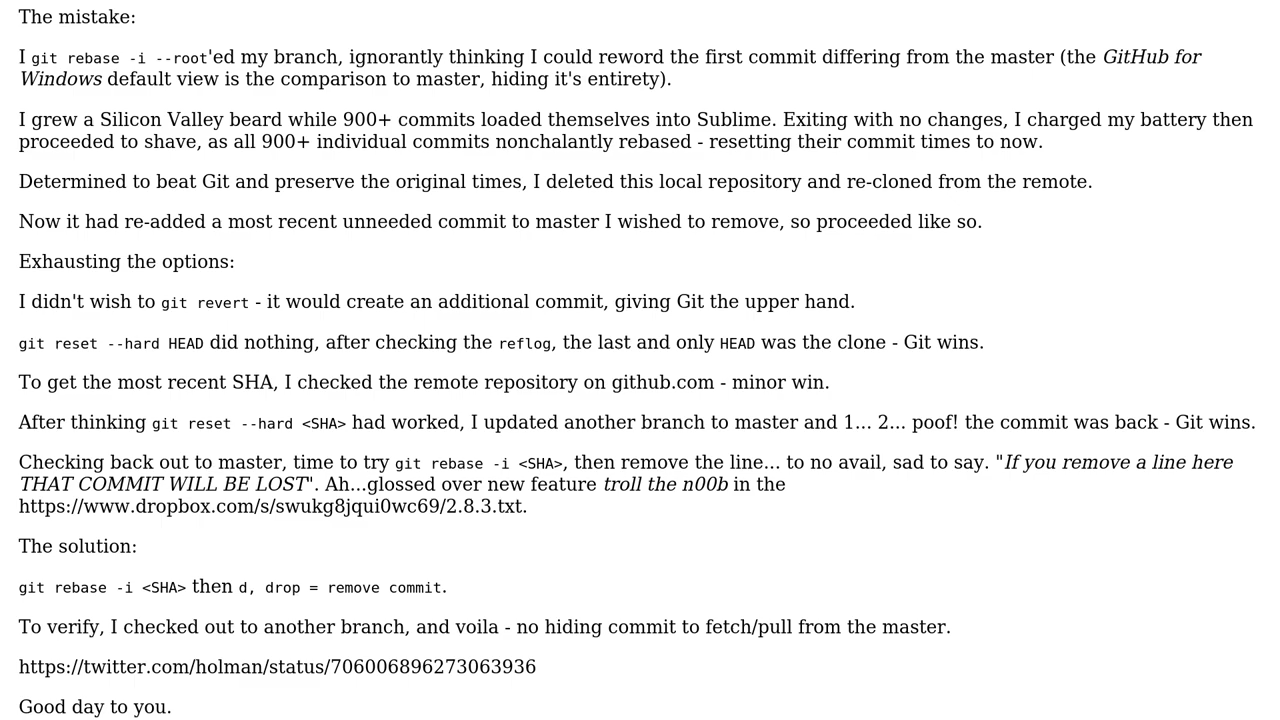 The mistake:
I git rebase -i --root'ed my branch, ignorantly thinking I could reword the first commit differing from the master (the GitHub for
Windows default view is the comparison to master, hiding it's entirety).
I grew a Silicon Valley beard while 900+ commits loaded themselves into Sublime. Exiting with no changes, I charged my battery then
proceeded to shave, as all 900+ individual commits nonchalantly rebased - resetting their commit times to now.
Determined to beat Git and preserve the original times, I deleted this local repository and re-cloned from the remote.
Now it had re-added a most recent unneeded commit to master I wished to remove, so proceeded like so.
Exhausting the options:
I didn't wish to git revert - it would create an additional commit, giving Git the upper hand.
git reset --hard HEAD did nothing, after checking the reflog, the last and only HEAD was the clone - Git wins.
To get the most recent SHA, I checked the remote repository on github.com - minor win.
After thinking git reset --hard <SHA> had worked, I updated another branch to master and 1... 2... poof! the commit was back - Git wins.
Checking back out to master, time to try git rebase -i <SHA>, then remove the line... to no avail, sad to say. "If you remove a line here
THAT COMMIT WILL BE LOST". Ah...glossed over new feature troll the n00b in the
https://www.dropbox.com/s/swukg8jqui0wc69/2.8.3.txt.
The solution:
git rebase -i <SHA> then d, drop = remove commit.
To verify, I checked out to another branch, and voila - no hiding commit to fetch/pull from the master.
https://twitter.com/holman/status/706006896273063936
Good day to you.